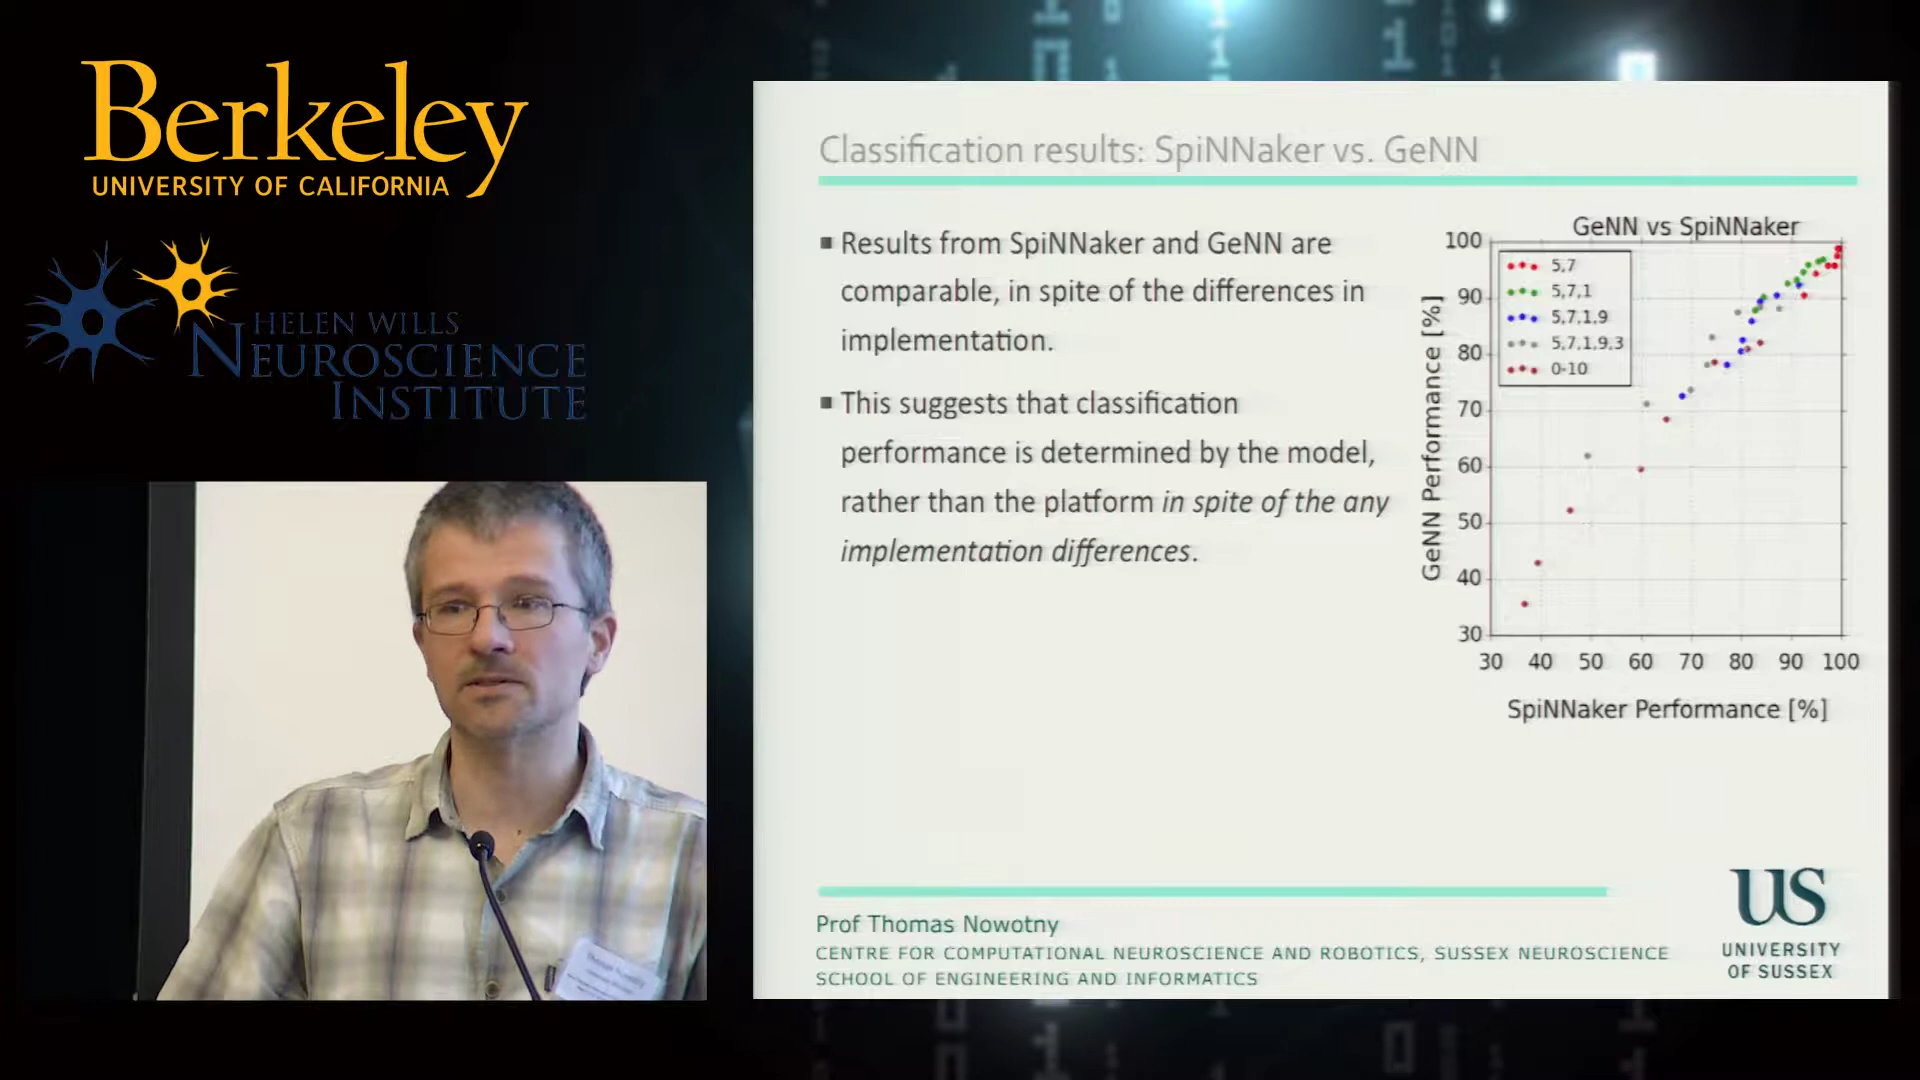 Berkeley
UNIVERSITY OF CALIFORNIA
HELEN WILLS
NEUROSCIENCE
INSTITUTE
Classification results: SpiNNaker vs. GeNN
▪ Results from SpiNNaker and GeNN are
comparable, in spite of the differences in
implementation.
▪ This suggests that classification
performance is determined by the model,
rather than the platform in spite of the any
implementation differences.
GeNN vs SpiNNaker
100
90
80
70
60
50
40
30
GeNN Performance [%]
5,7
5,7,1
5,7,1,9
5,7,1,9,3
0-10
30 40 50 60 70 80 90 100
SpiNNaker Performance [%]
Prof Thomas Nowotny
CENTRE FOR COMPUTATIONAL NEUROSCIENCE AND ROBOTICS, SUSSEX NEUROSCIENCE
SCHOOL OF ENGINEERING AND INFORMATICS
US
UNIVERSITY
OF SUSSEX